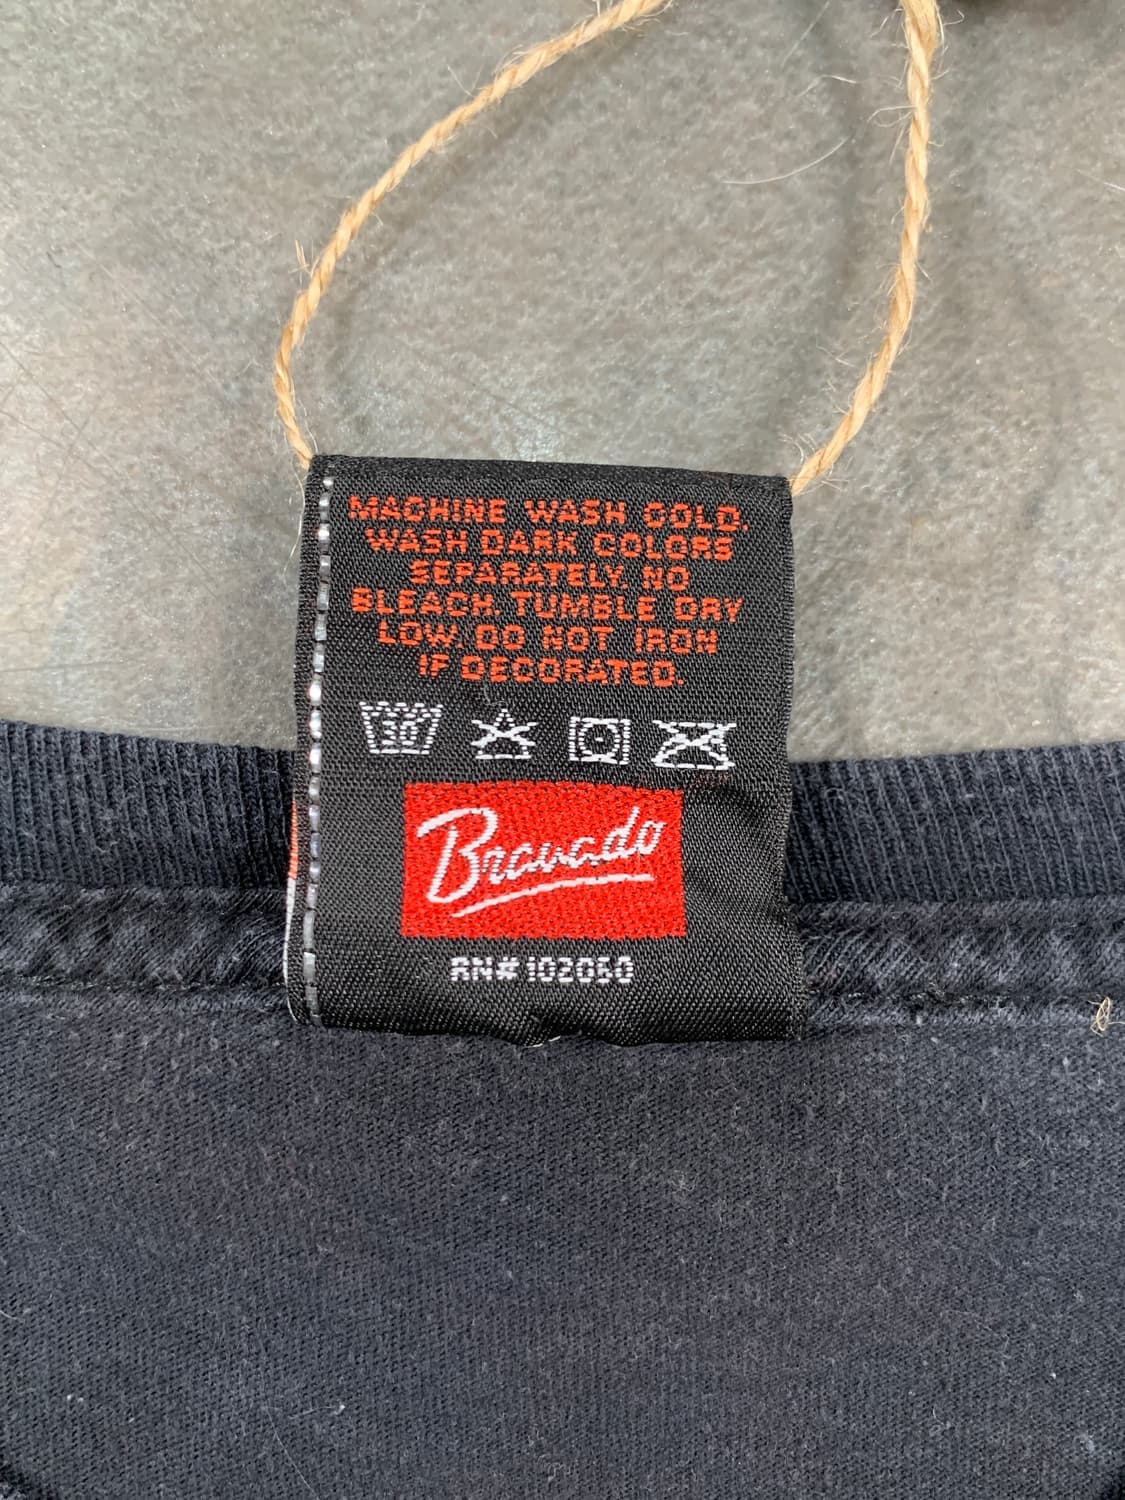 MACHINE WASH COLD.
WASH DARK COLORS
SEPARATELY. NO
BLEACH. TUMBLE DRY
LOW. DO NOT IRON
IF DECORATED.
30
Bravado
RN#102050